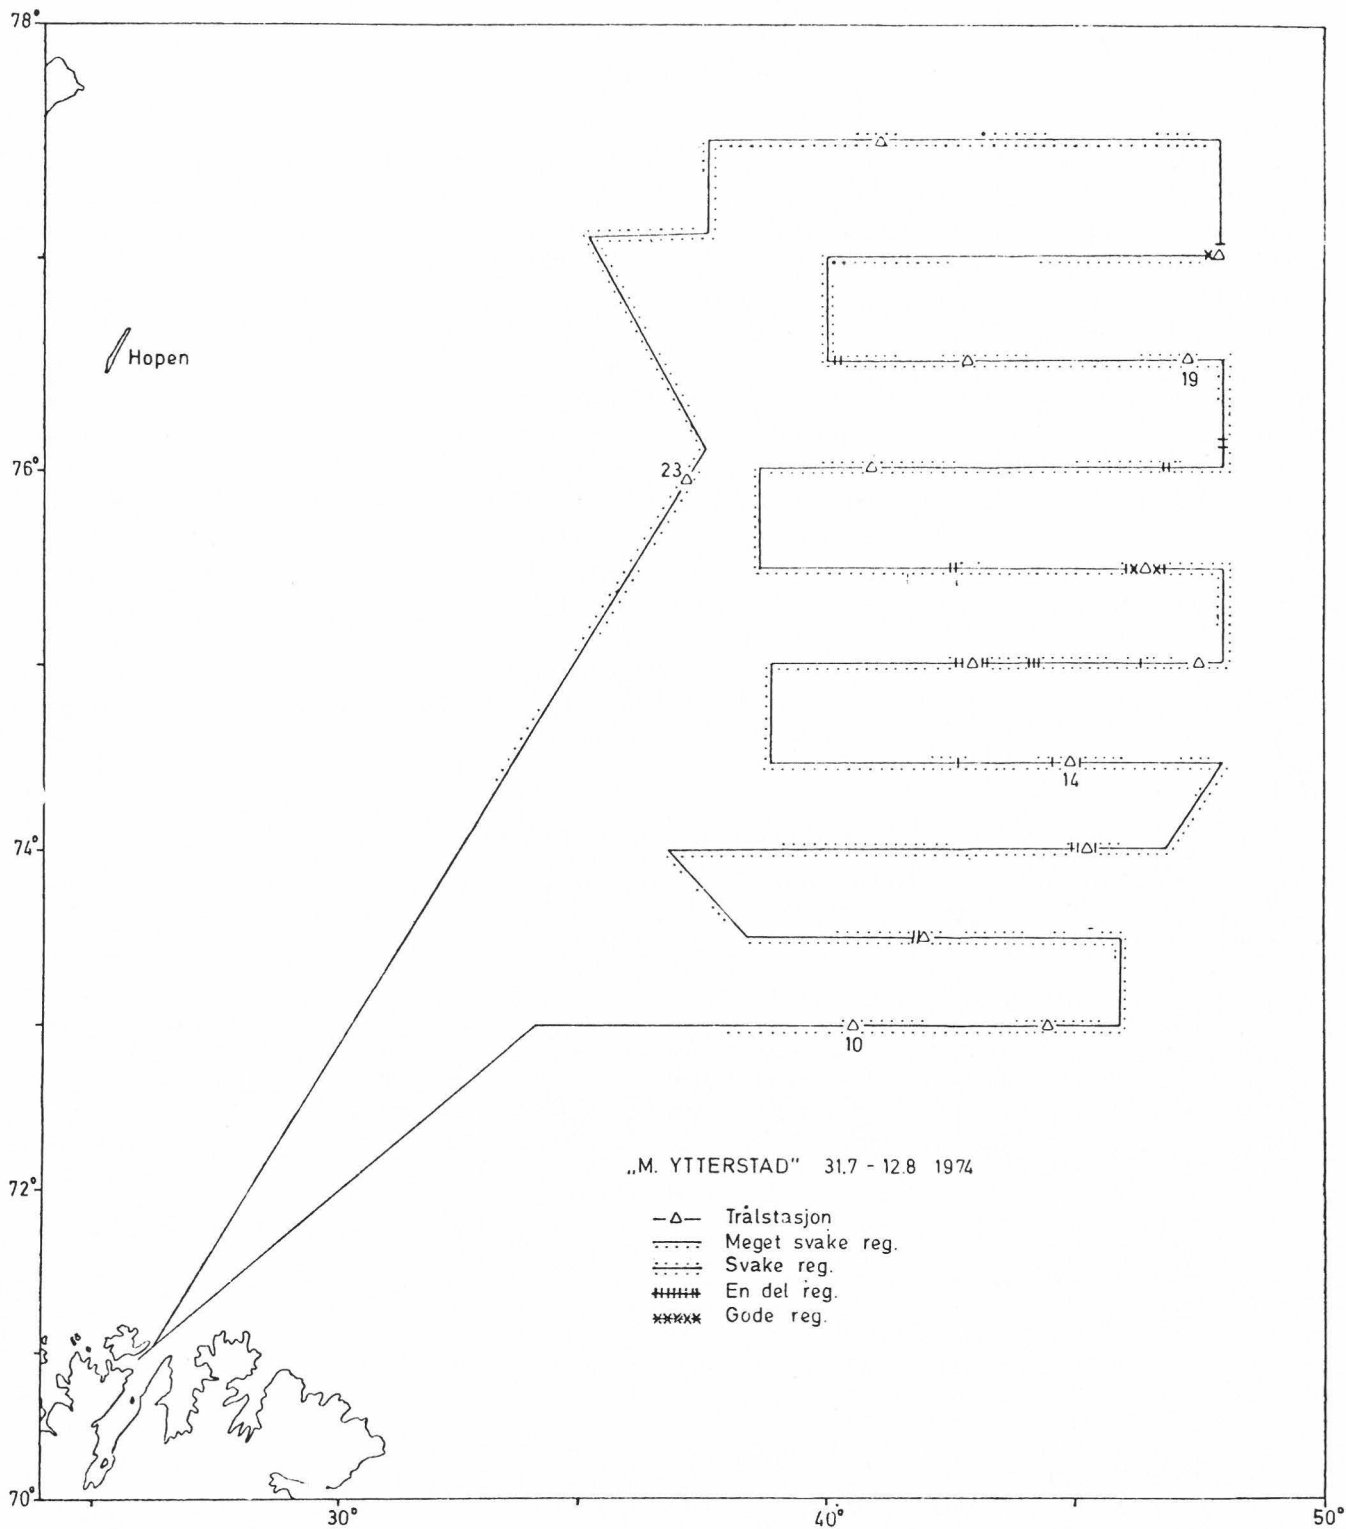 78°
Hopen
19
76°
23
14
74°
10
„M. YTTERSTAD" 31.7 - 12.8 1974
72°
Trålstasjon
Meget svake reg.
Svake reg.
En del reg.
Gode reg.
70°
30°
40°
50°